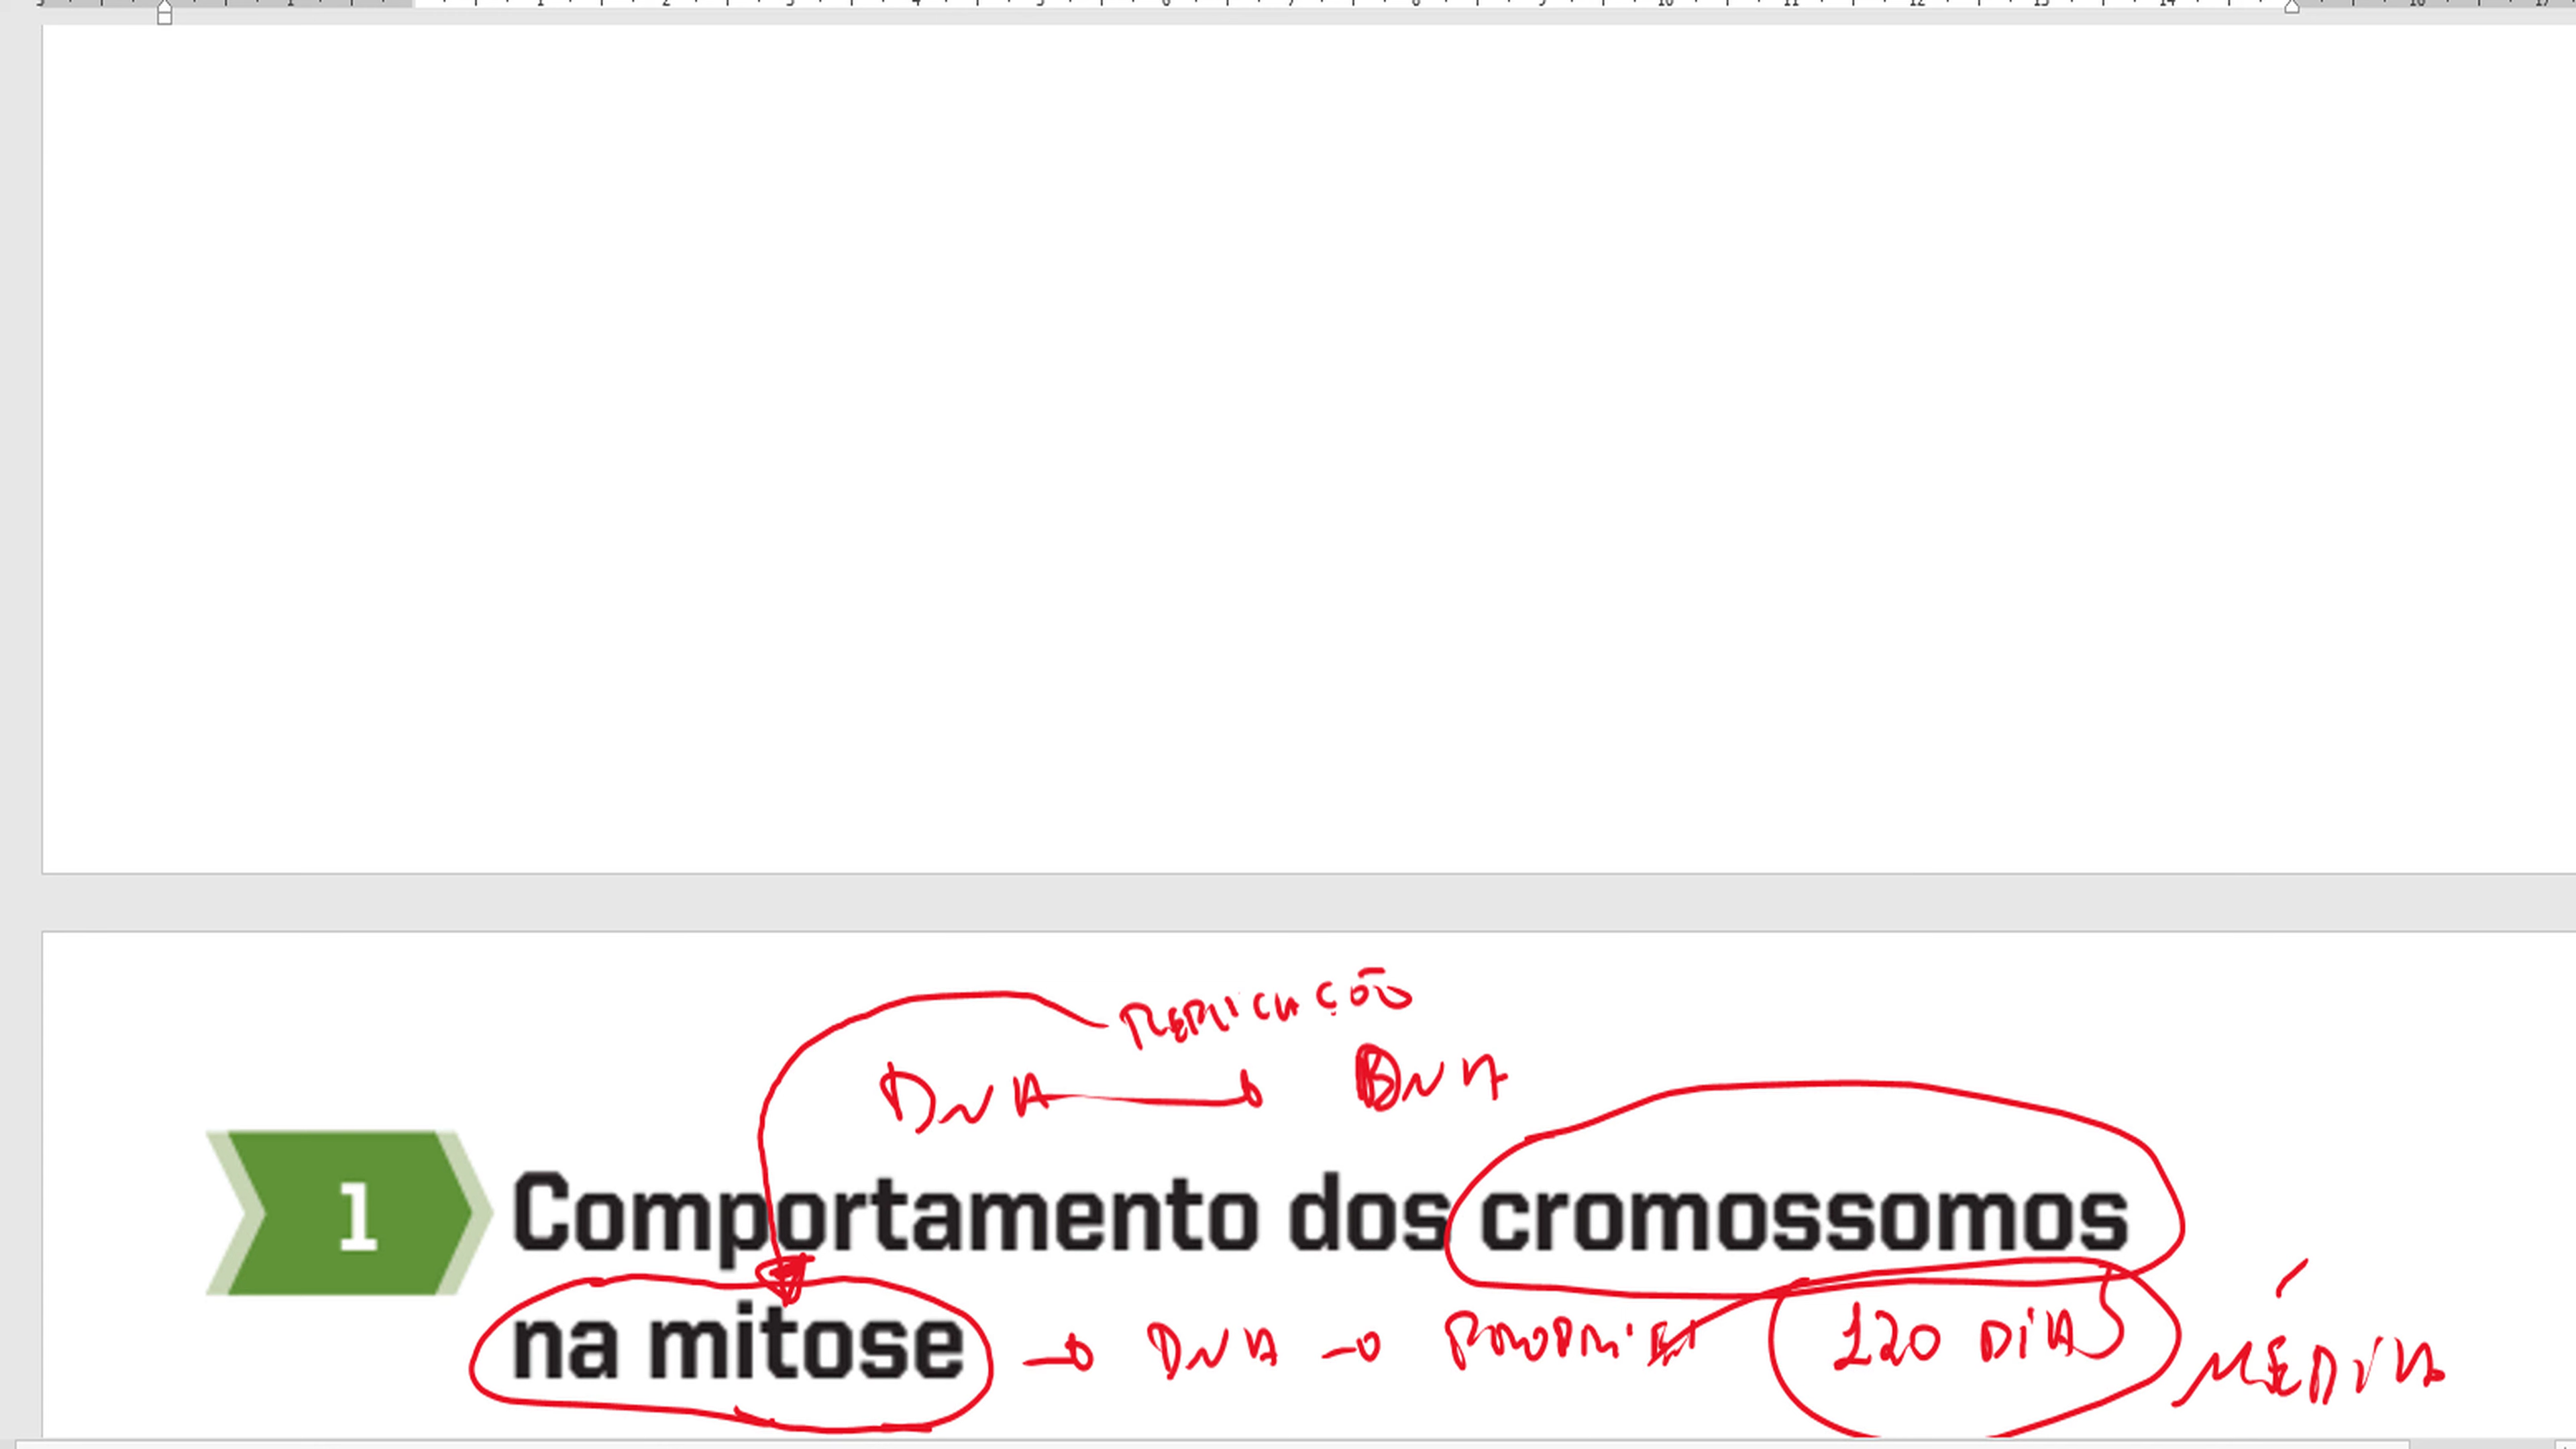 REPLICAÇÃO
DNA DNA
1 Comportamento dos cromossomos
na mitose DNA 120 DIAS MÉDIA